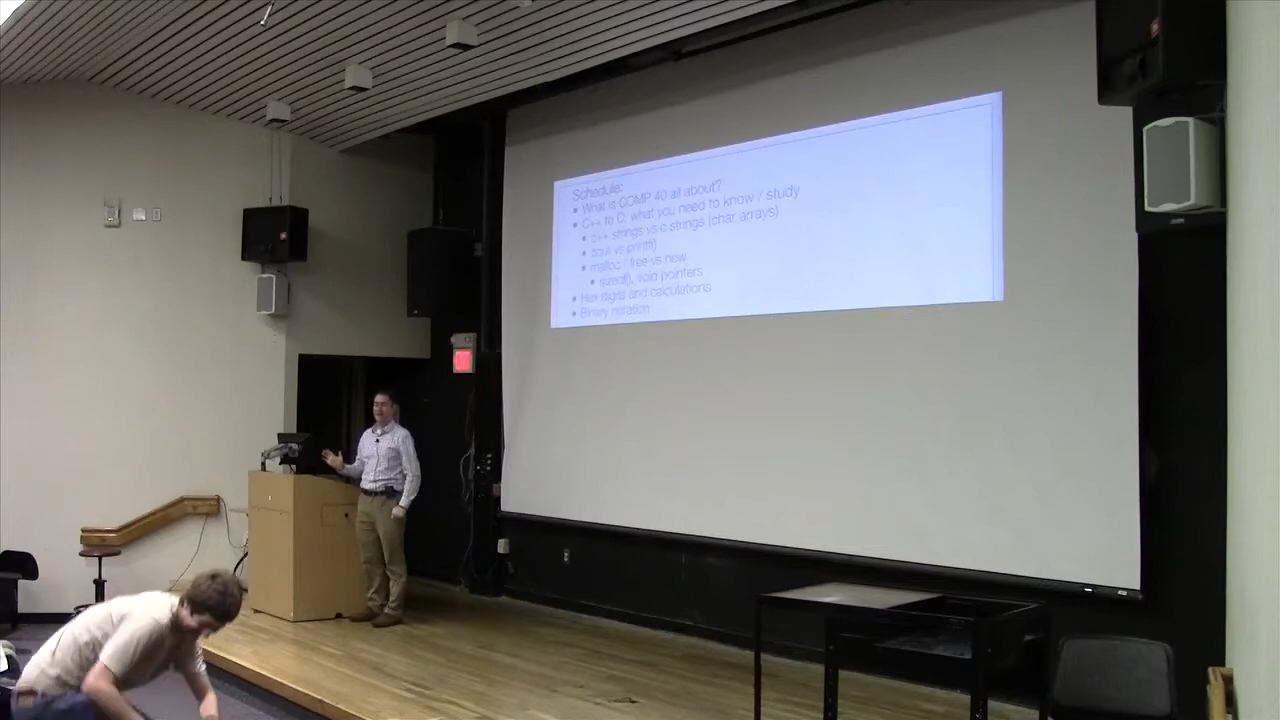 Schedule:
• What is COMP 40 all about?
• C++ to C: what you need to know / study
• c++ strings vs c strings (char arrays)
• cout vs printf()
• malloc / free vs new
• sizeof(), void pointers
• Hex digits and calculations
• Binary notation